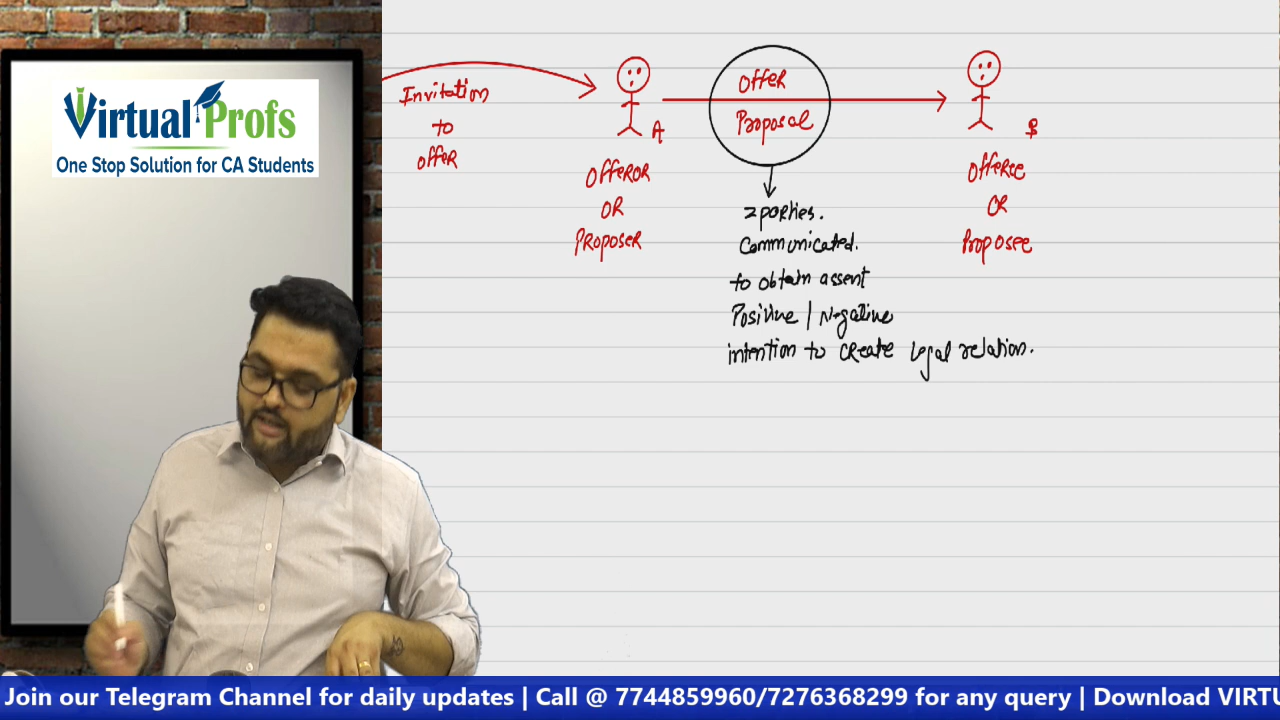 Virtual Profs
One Stop Solution for CA Students
Invitation
to
offer
A
OFFEROR
OR
PROPOSER
Offer
Proposal
B
OFFEREE
OR
Proposee
2 parties.
Communicated.
to obtain assent
Positive / Negative
intention to create legal relation.
Join our Telegram Channel for daily updates | Call @ 7744859960/7276368299 for any query | Download VIRTU